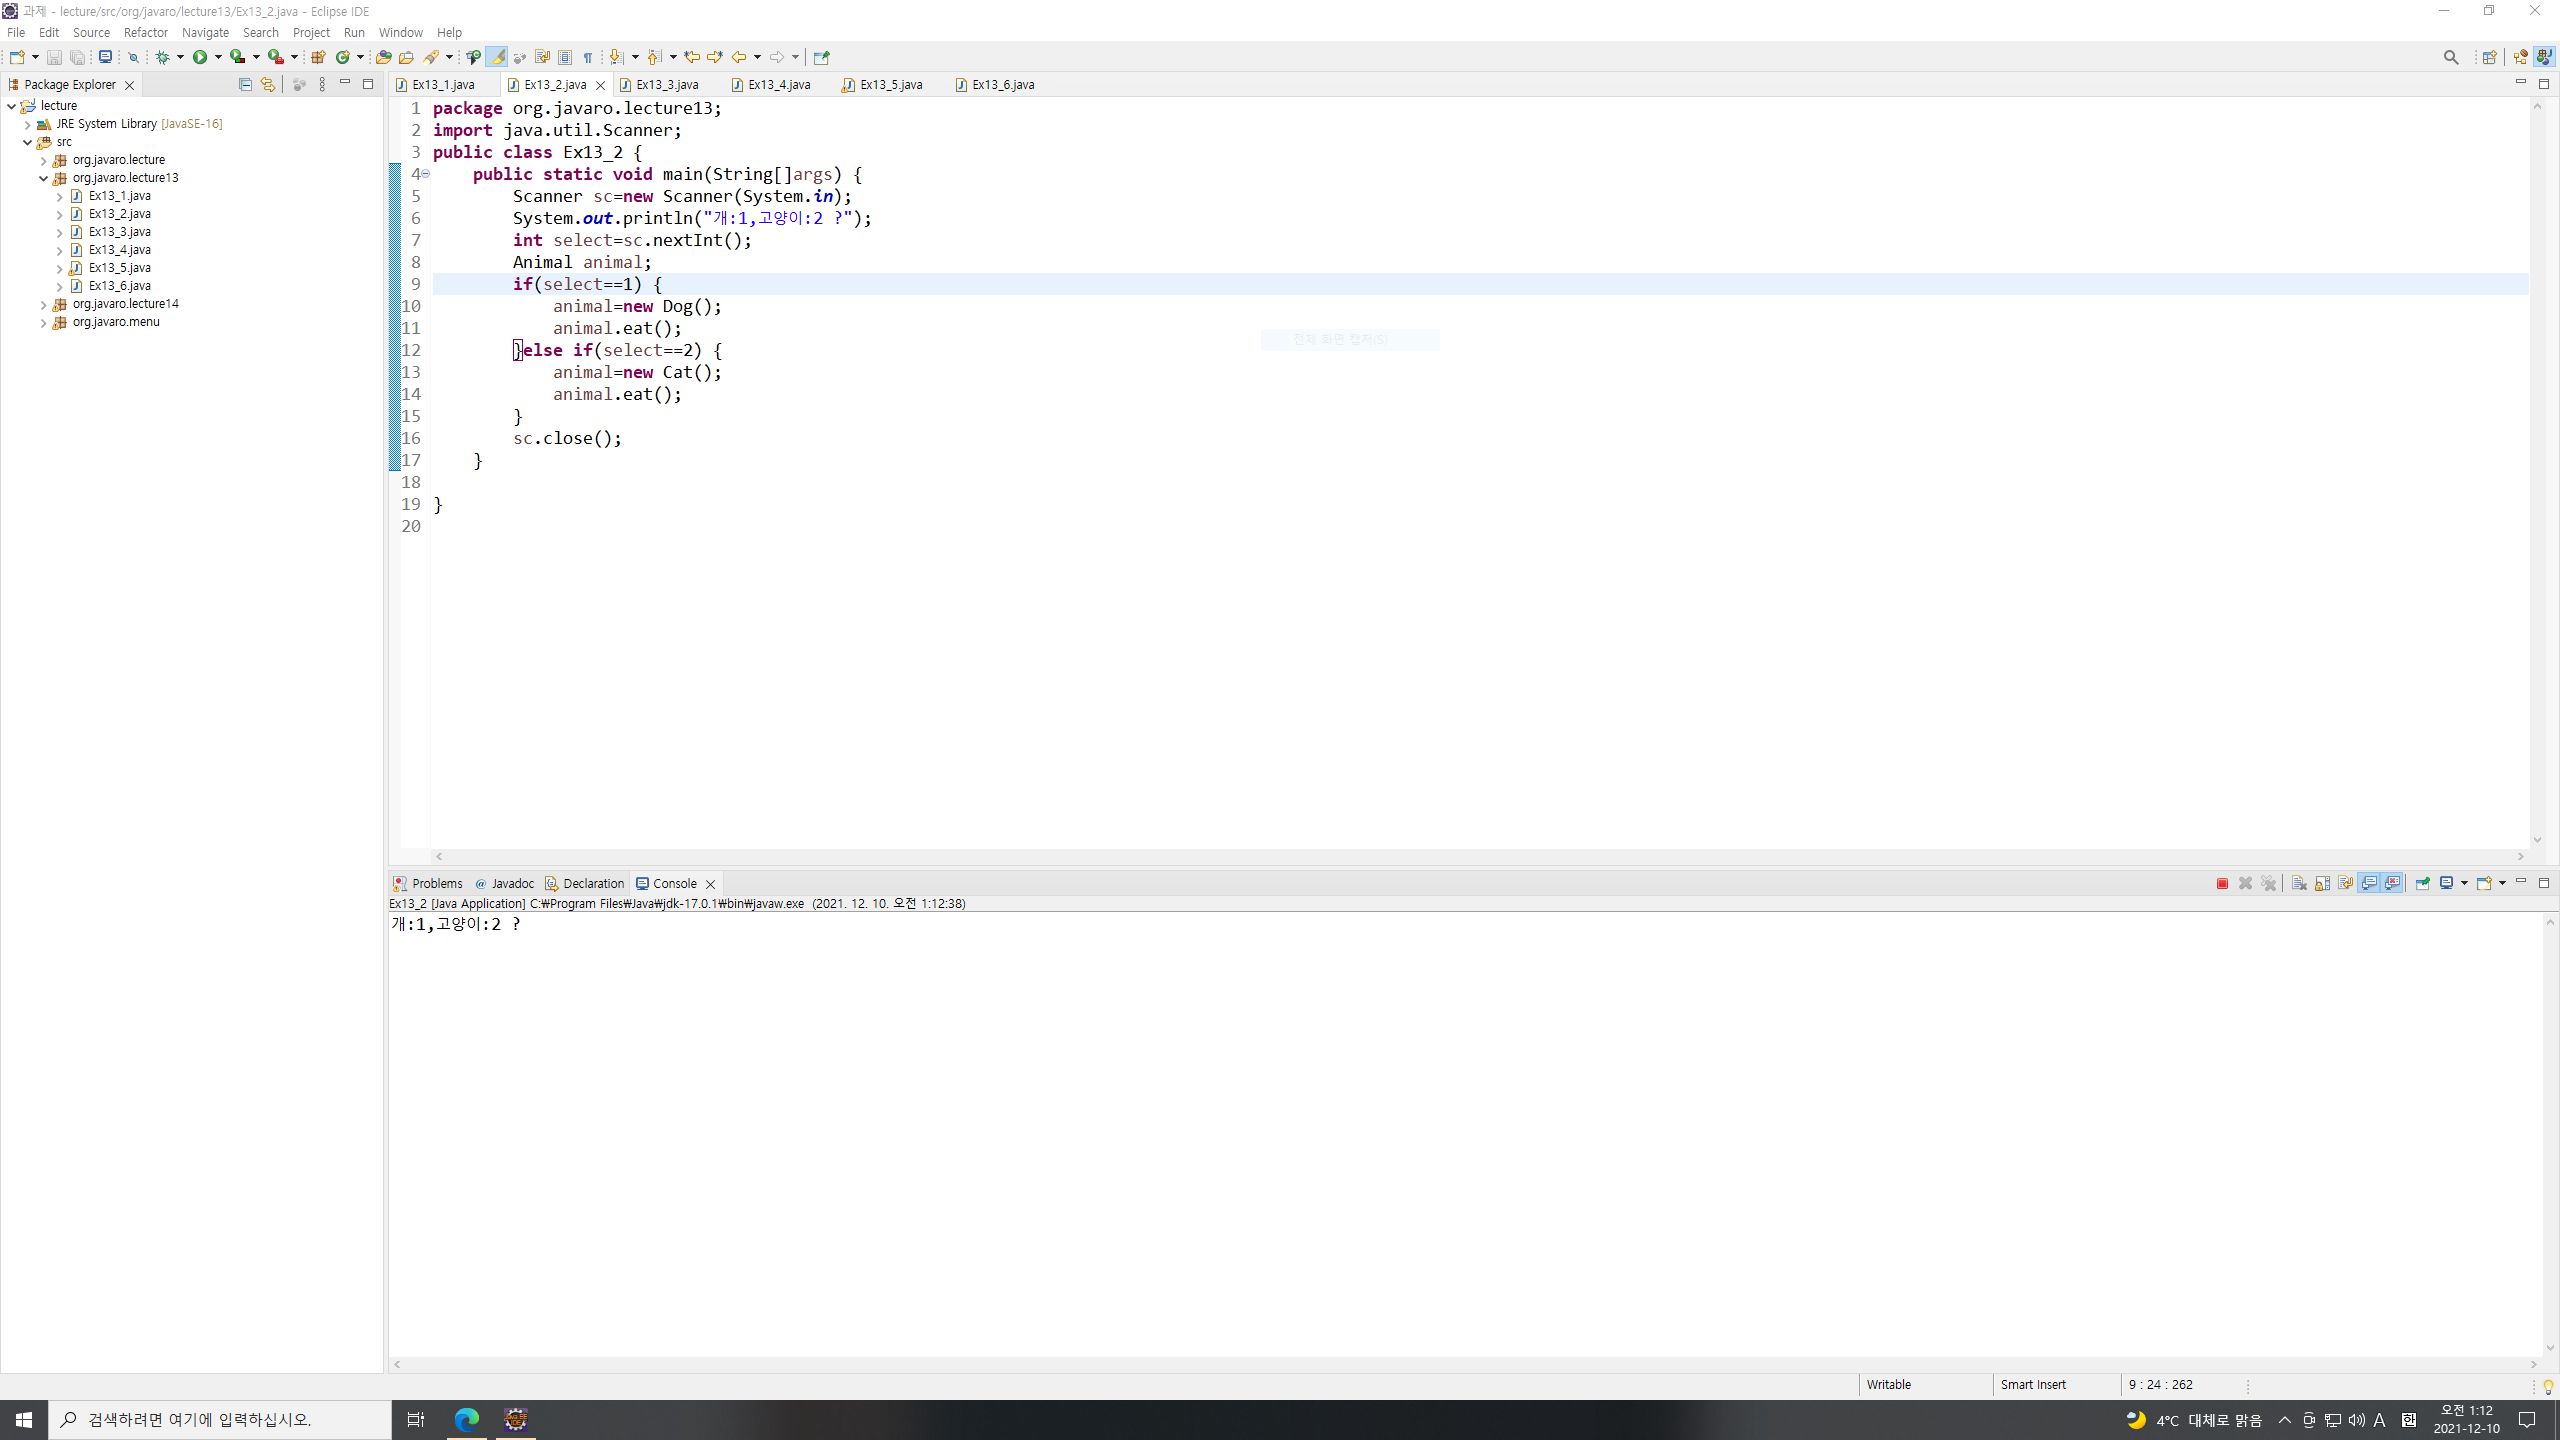 과제 - lecture/src/org/javaro/lecture13/Ex13_2.java - Eclipse IDE
File Edit Source Refactor Navigate Search Project Run Window Help
Package Explorer
lecture
JRE System Library [JavaSE-16]
src
org.javaro.lecture
org.javaro.lecture13
Ex13_1.java
Ex13_2.java
Ex13_3.java
Ex13_4.java
Ex13_5.java
Ex13_6.java
org.javaro.lecture14
org.javaro.menu
Ex13_1.java Ex13_2.java Ex13_3.java Ex13_4.java Ex13_5.java Ex13_6.java
1 package org.javaro.lecture13;
2 import java.util.Scanner;
3 public class Ex13_2 {
4 public static void main(String[]args) {
5 Scanner sc=new Scanner(System.in);
6 System.out.println("개:1,고양이:2 ?");
7 int select=sc.nextInt();
8 Animal animal;
9 if(select==1) {
10 animal=new Dog();
11 animal.eat();
12 }else if(select==2) {
13 animal=new Cat();
14 animal.eat();
15 }
16 sc.close();
17 }
18
19 }
20
전체 화면 캡처(S)
Problems @ Javadoc Declaration Console
Ex13_2 [Java Application] C:₩Program Files₩Java₩jdk-17.0.1₩bin₩javaw.exe (2021. 12. 10. 오전 1:12:38)
개:1,고양이:2 ?
Writable Smart Insert 9 : 24 : 262
검색하려면 여기에 입력하십시오.
4°C 대체로 맑음 A 한
오전 1:12
2021-12-10